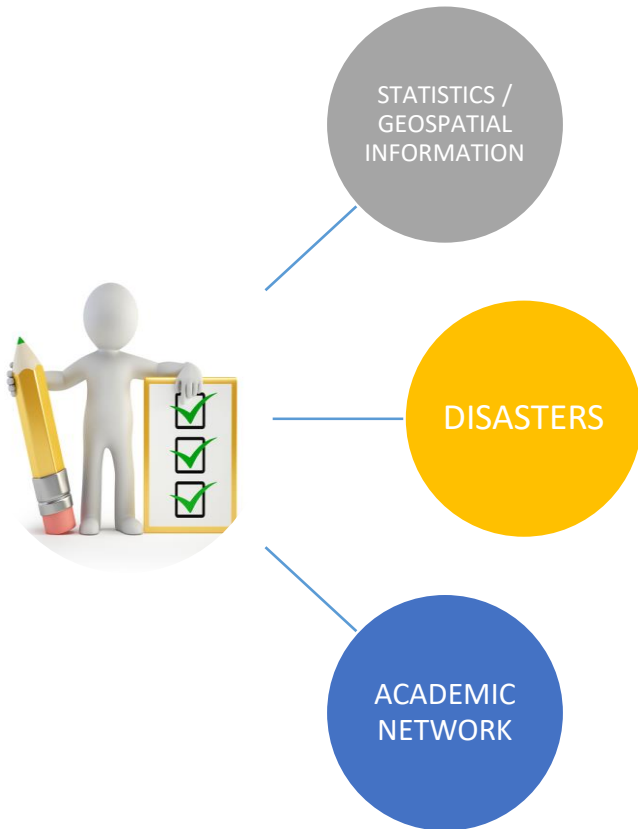 STATISTICS /
GEOSPATIAL
INFORMATION
DISASTERS
ACADEMIC
NETWORK